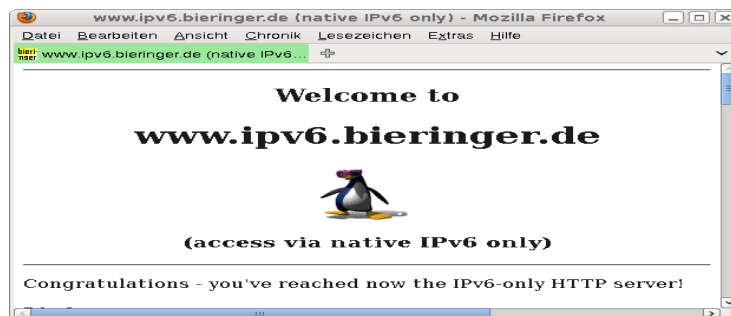 www.ipv6.bieringer.de (native IPv6 only) - Mozilla Firefox
Datei Bearbeiten Ansicht Chronik Lesezeichen Extras Hilfe
bieri-
nger www.ipv6.bieringer.de (native IPv6...
Welcome to
www.ipv6.bieringer.de
(access via native IPv6 only)
Congratulations - you've reached now the IPv6-only HTTP server!